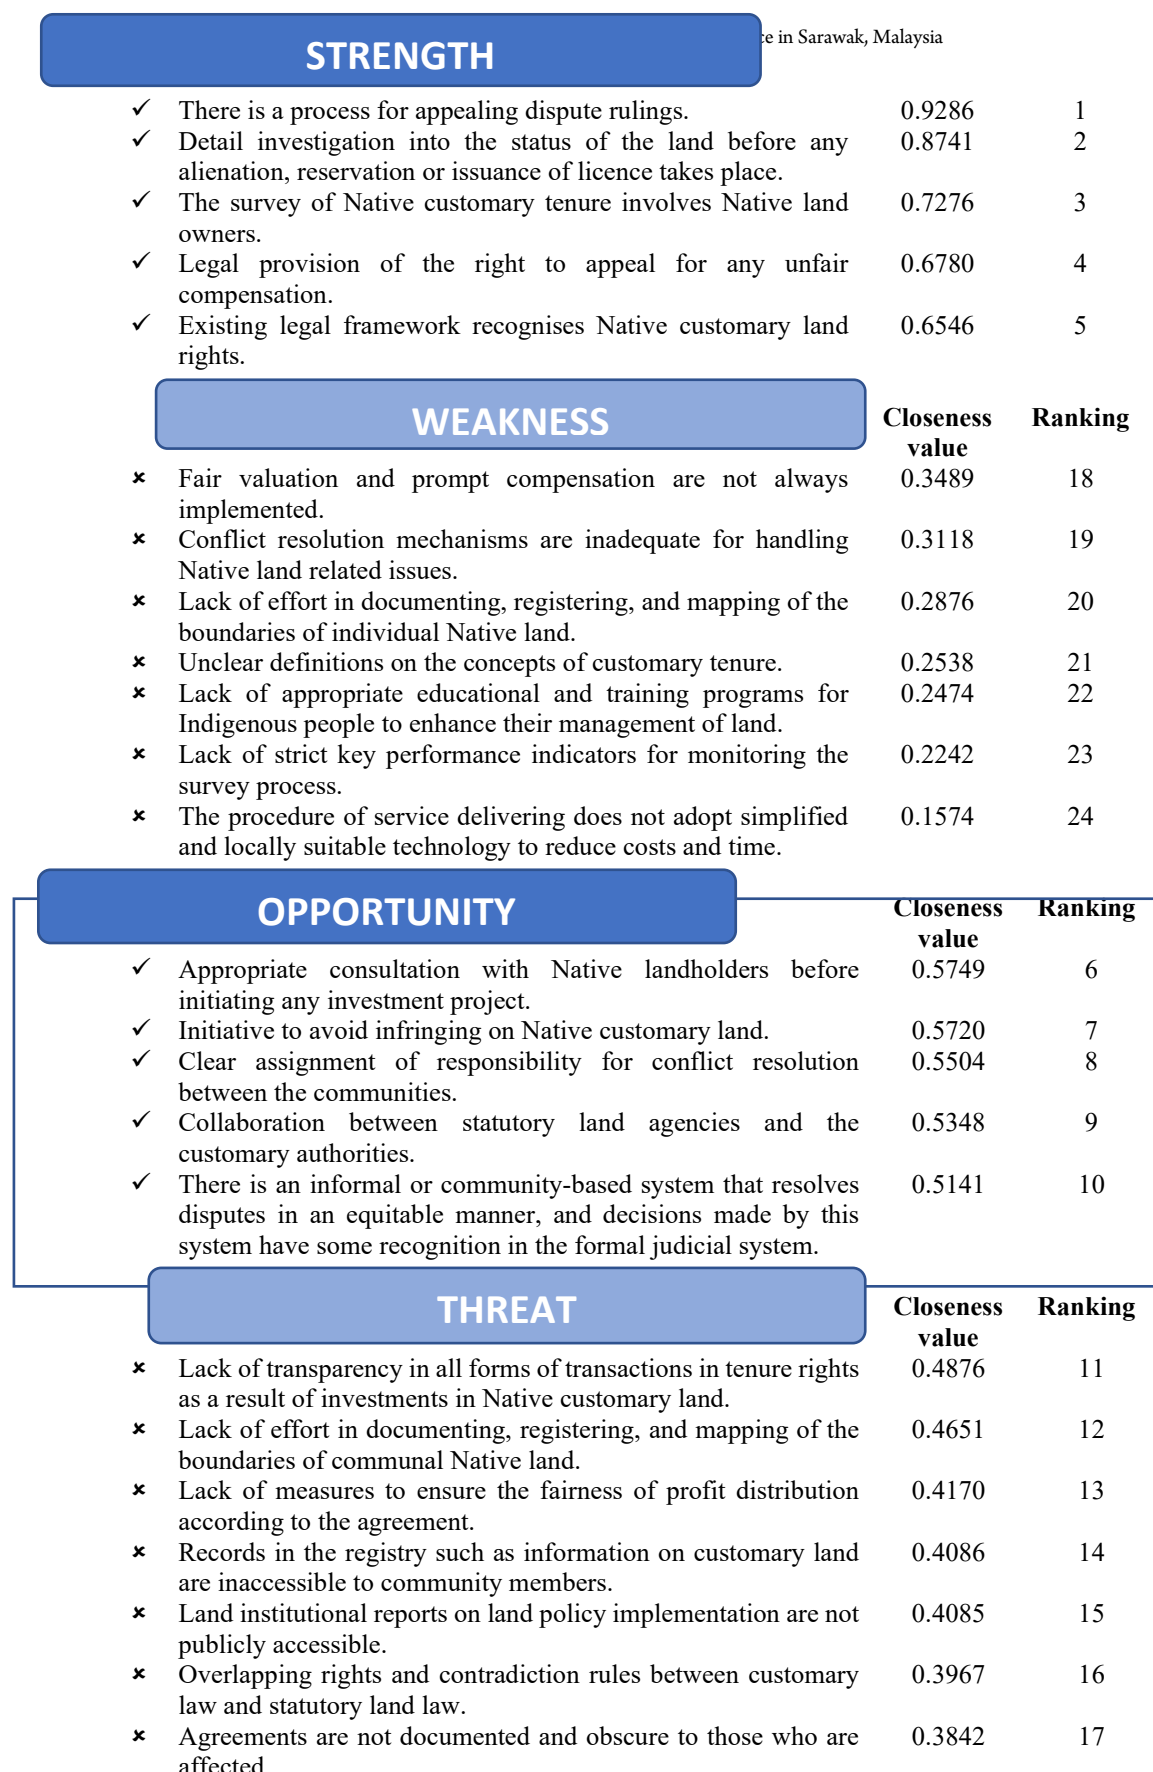 STRENGTH
in Sarawak, Malaysia
✓ There is a process for appealing dispute rulings. 0.9286 1
✓ Detail investigation into the status of the land before any 0.8741 2
alienation, reservation or issuance of licence takes place.
✓ The survey of Native customary tenure involves Native land 0.7276 3
owners.
✓ Legal provision of the right to appeal for any unfair 0.6780 4
compensation.
✓ Existing legal framework recognises Native customary land 0.6546 5
rights.
WEAKNESS
Closeness Ranking
value
× Fair valuation and prompt compensation are not always 0.3489 18
implemented.
× Conflict resolution mechanisms are inadequate for handling 0.3118 19
Native land related issues.
× Lack of effort in documenting, registering, and mapping of the 0.2876 20
boundaries of individual Native land.
× Unclear definitions on the concepts of customary tenure. 0.2538 21
× Lack of appropriate educational and training programs for 0.2474 22
Indigenous people to enhance their management of land.
× Lack of strict key performance indicators for monitoring the 0.2242 23
survey process.
× The procedure of service delivering does not adopt simplified 0.1574 24
and locally suitable technology to reduce costs and time.
OPPORTUNITY
Closeness Ranking
value
✓ Appropriate consultation with Native landholders before 0.5749 6
initiating any investment project.
✓ Initiative to avoid infringing on Native customary land. 0.5720 7
✓ Clear assignment of responsibility for conflict resolution 0.5504 8
between the communities.
✓ Collaboration between statutory land agencies and the 0.5348 9
customary authorities.
✓ There is an informal or community-based system that resolves 0.5141 10
disputes in an equitable manner, and decisions made by this
system have some recognition in the formal judicial system.
THREAT
Closeness Ranking
value
× Lack of transparency in all forms of transactions in tenure rights 0.4876 11
as a result of investments in Native customary land.
× Lack of effort in documenting, registering, and mapping of the 0.4651 12
boundaries of communal Native land.
× Lack of measures to ensure the fairness of profit distribution 0.4170 13
according to the agreement.
× Records in the registry such as information on customary land 0.4086 14
are inaccessible to community members.
× Land institutional reports on land policy implementation are not 0.4085 15
publicly accessible.
× Overlapping rights and contradiction rules between customary 0.3967 16
law and statutory land law.
× Agreements are not documented and obscure to those who are 0.3842 17
affected